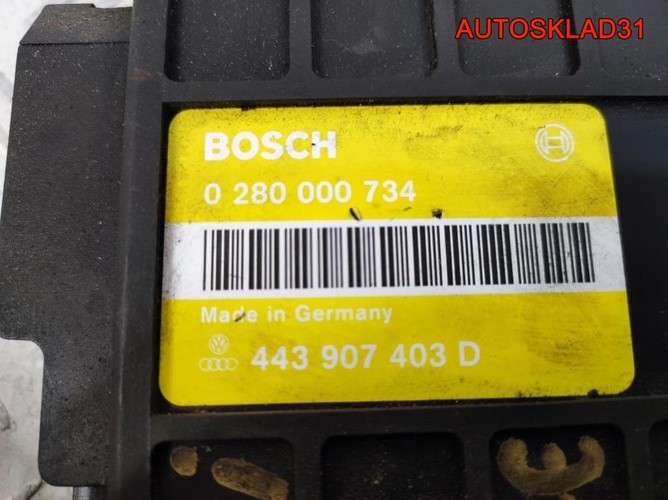 AUTOSKLAD31
BOSCH
0 280 000 734
Made in Germany
443 907 403 D